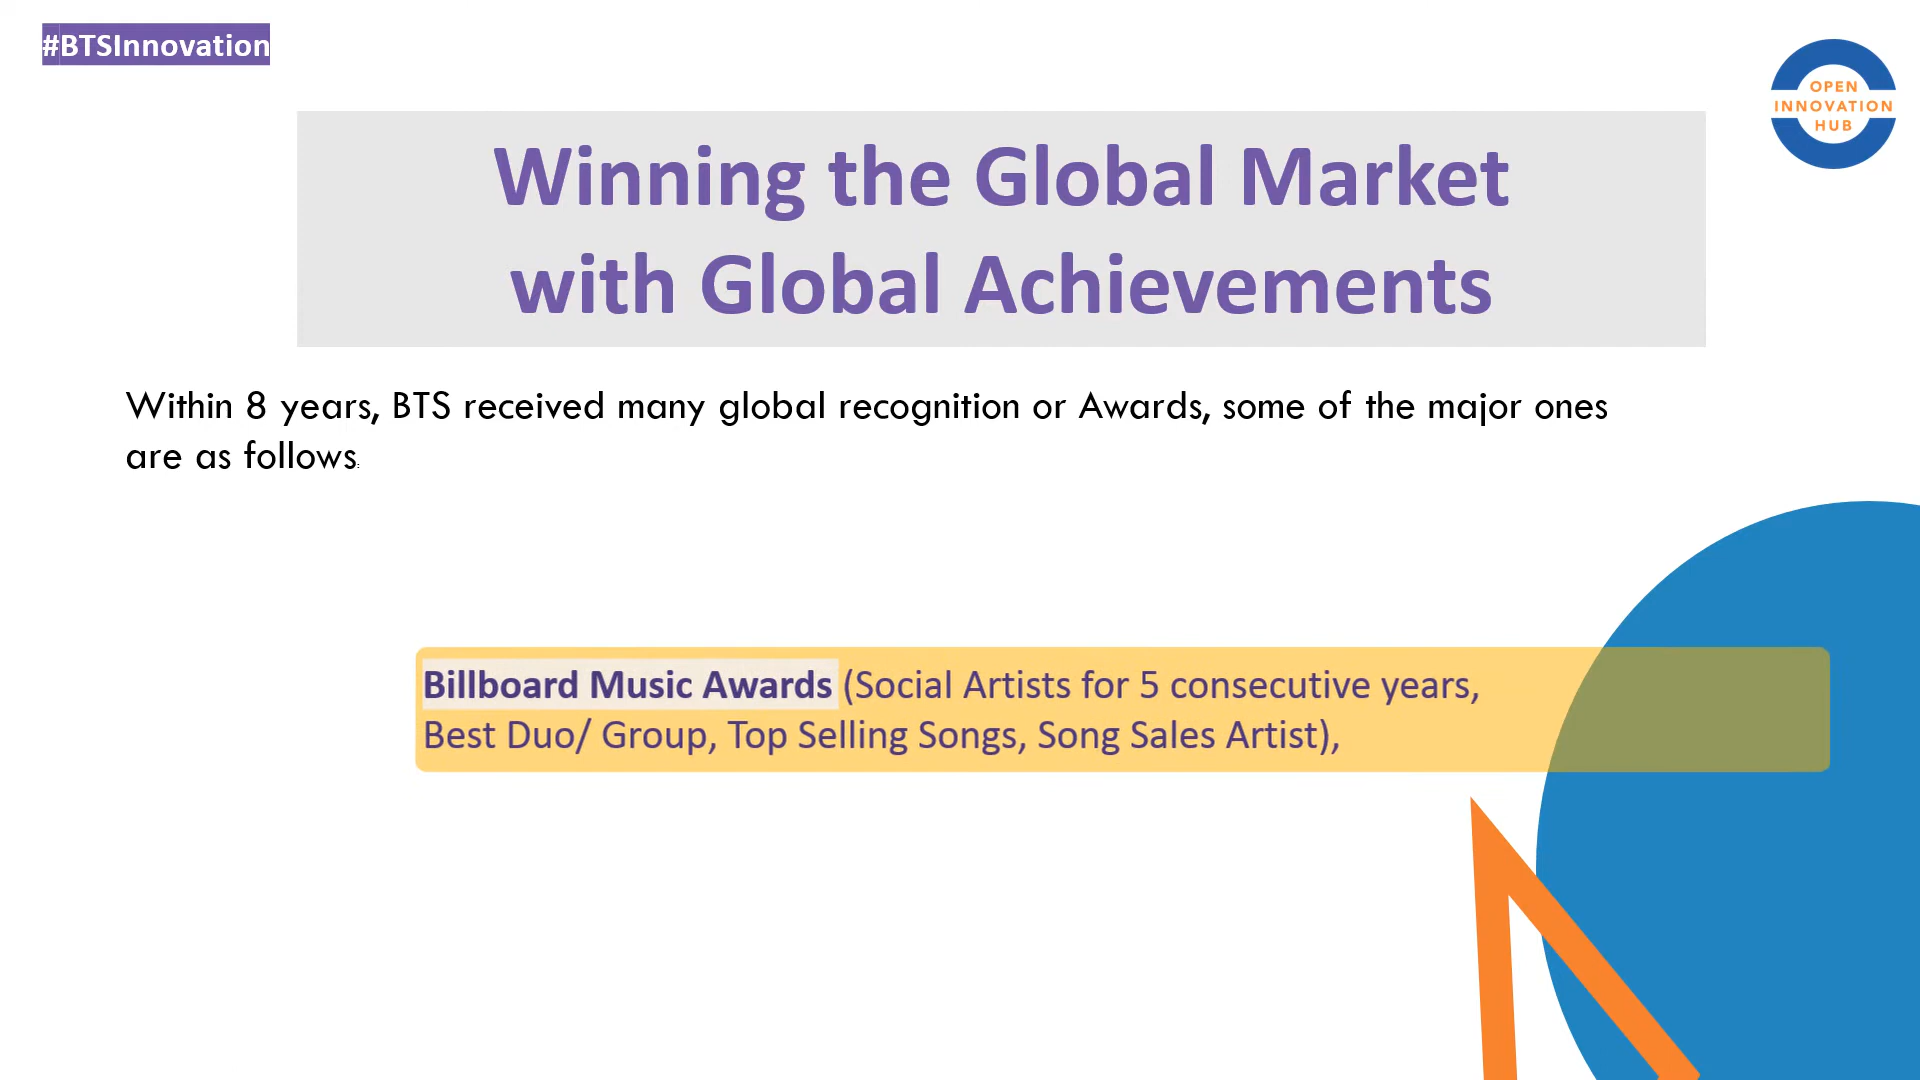 #BTSInnovation
OPEN
INNOVATION
HUB
Winning the Global Market
with Global Achievements
Within 8 years, BTS received many global recognition or Awards, some of the major ones
are as follows:
Billboard Music Awards (Social Artists for 5 consecutive years,
Best Duo/ Group, Top Selling Songs, Song Sales Artist),